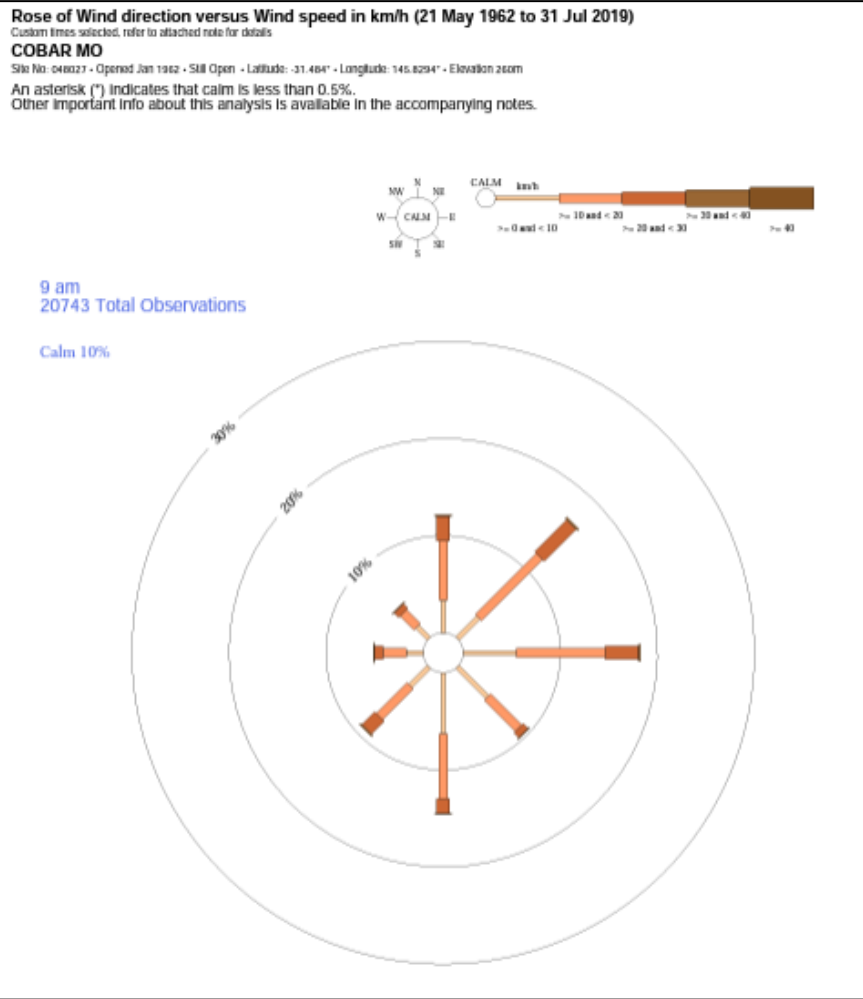 Rose of Wind direction versus Wind speed in km/h (21 May 1962 to 31 Jul 2019)
Custom times selected, refer to attached note for details
COBAR MO
Site No: 048027 • Opened Jan 1962 • Still Open • Latitude: -31.484° • Longitude: 145.8294° • Elevation 260m
An asterisk (*) indicates that calm is less than 0.5%.
Other important info about this analysis is available in the accompanying notes.
N
NW NE
W CALM E
SW SE
S
CALM km/h
>= 10 and < 20 >= 30 and < 40
>= 0 and < 10 >= 20 and < 30 >= 40
9 am
20743 Total Observations
Calm 10%
30%
20%
10%